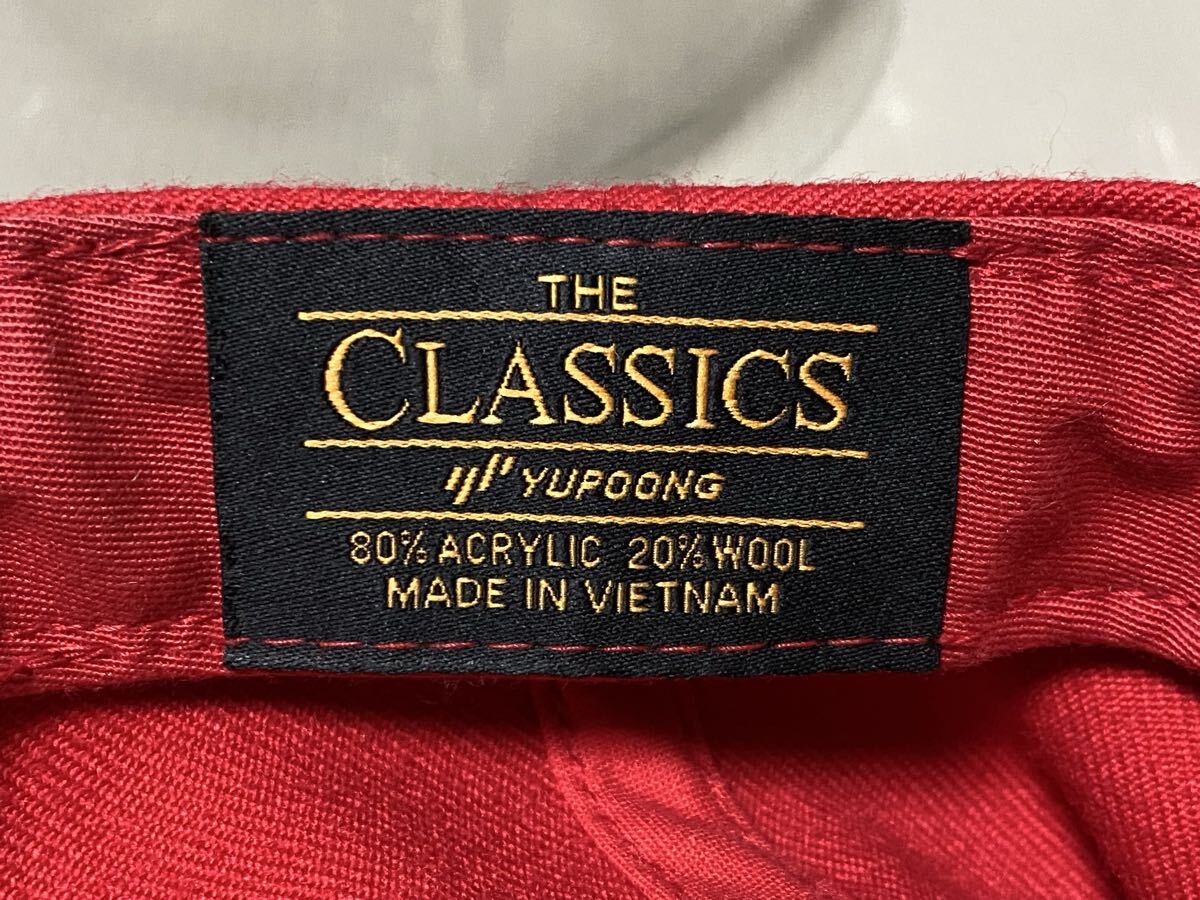 THE
CLASSICS
YUPOONG
80% ACRYLIC 20% WOOL
MADE IN VIETNAM